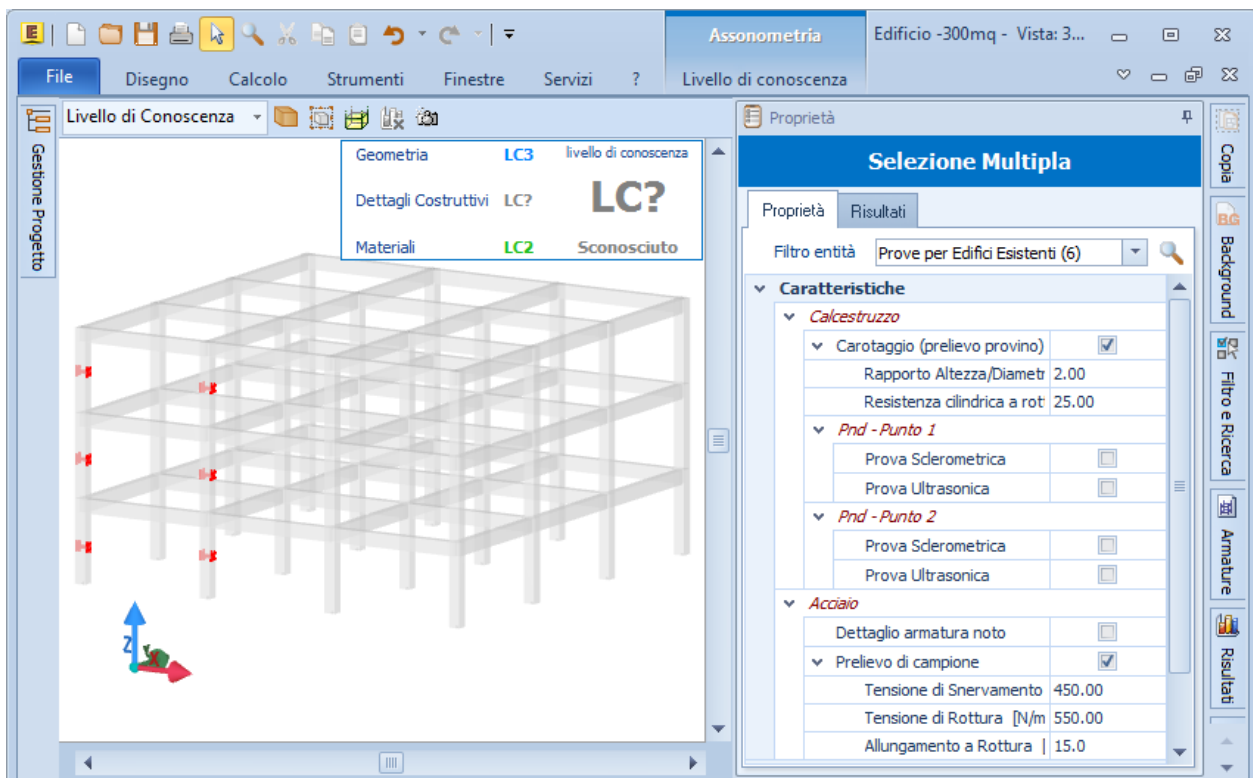 Assonometria
Edificio -300mq - Vista: 3...
File Disegno Calcolo Strumenti Finestre Servizi ? Livello di conoscenza
Gestione Progetto
Livello di Conoscenza
Geometria LC3 livello di conoscenza
Dettagli Costruttivi LC? LC?
Materiali LC2 Sconosciuto
Z
Proprietà
Selezione Multipla
Proprietà Risultati
Filtro entità Prove per Edifici Esistenti (6)
Caratteristiche
Calcestruzzo
Carotaggio (prelievo provino)
Rapporto Altezza/Diametr 2.00
Resistenza cilindrica a rot 25.00
Pnd - Punto 1
Prova Sclerometrica
Prova Ultrasonica
Pnd - Punto 2
Prova Sclerometrica
Prova Ultrasonica
Acciaio
Dettaglio armatura noto
Prelievo di campione
Tensione di Snervamento 450.00
Tensione di Rottura [N/m 550.00
Allungamento a Rottura [ 15.0
Copia
BG
Background
Filtro e Ricerca
Armature
Risultati